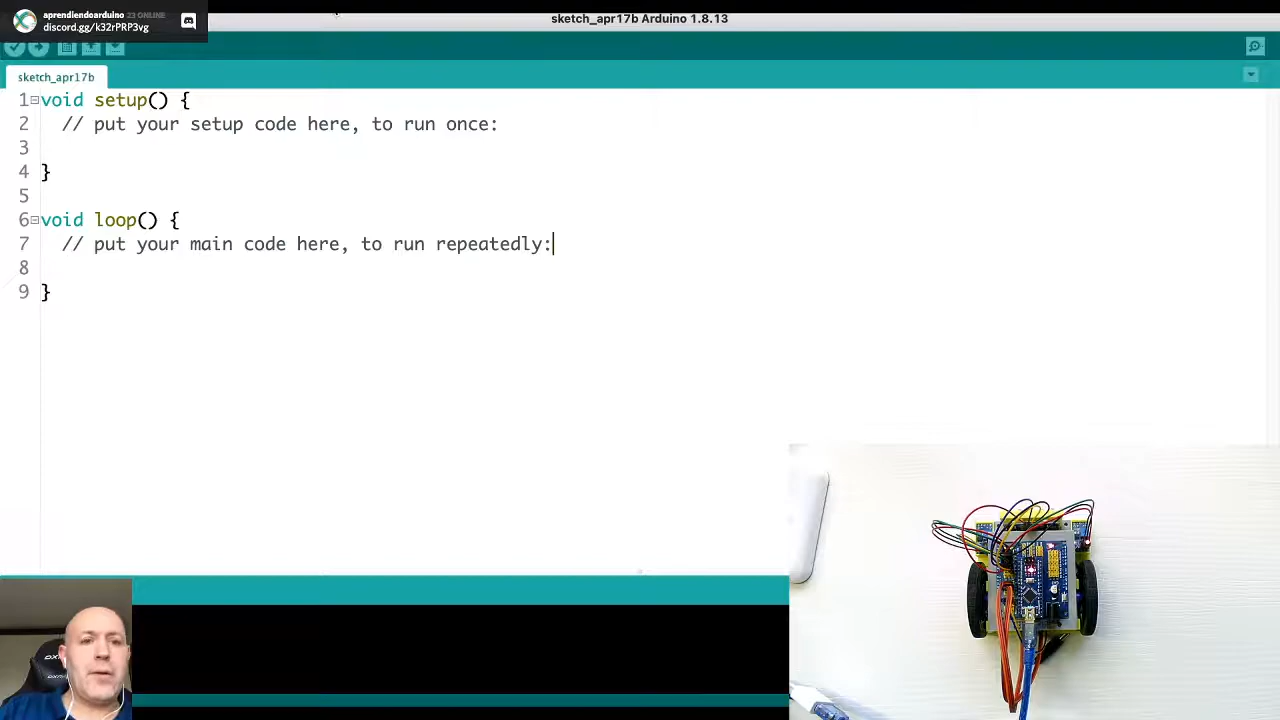 aprendiendoarduino 23 ONLINE
discord.gg/k32rPRP3vg
sketch_apr17b Arduino 1.8.13
sketch_apr17b
1 void setup() {
2 // put your setup code here, to run once:
3
4 }
5
6 void loop() {
7 // put your main code here, to run repeatedly:
8
9 }